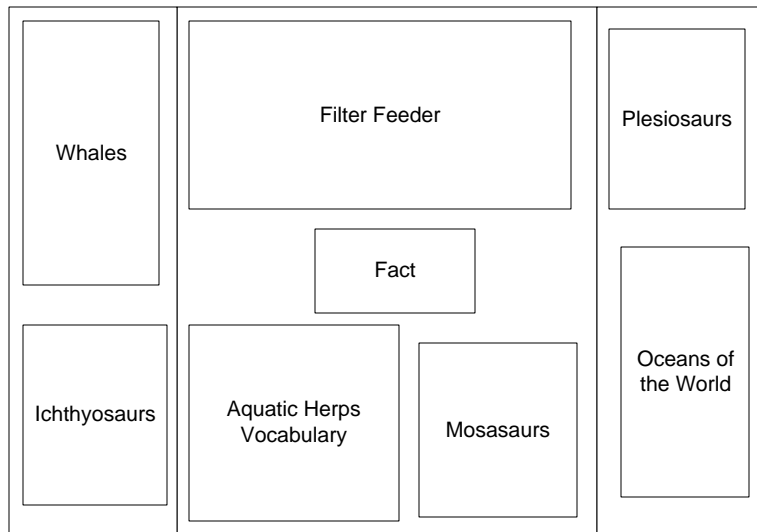 Whales
Ichthyosaurs
Filter Feeder
Fact
Aquatic Herps
Vocabulary
Mosasaurs
Plesiosaurs
Oceans of
the World